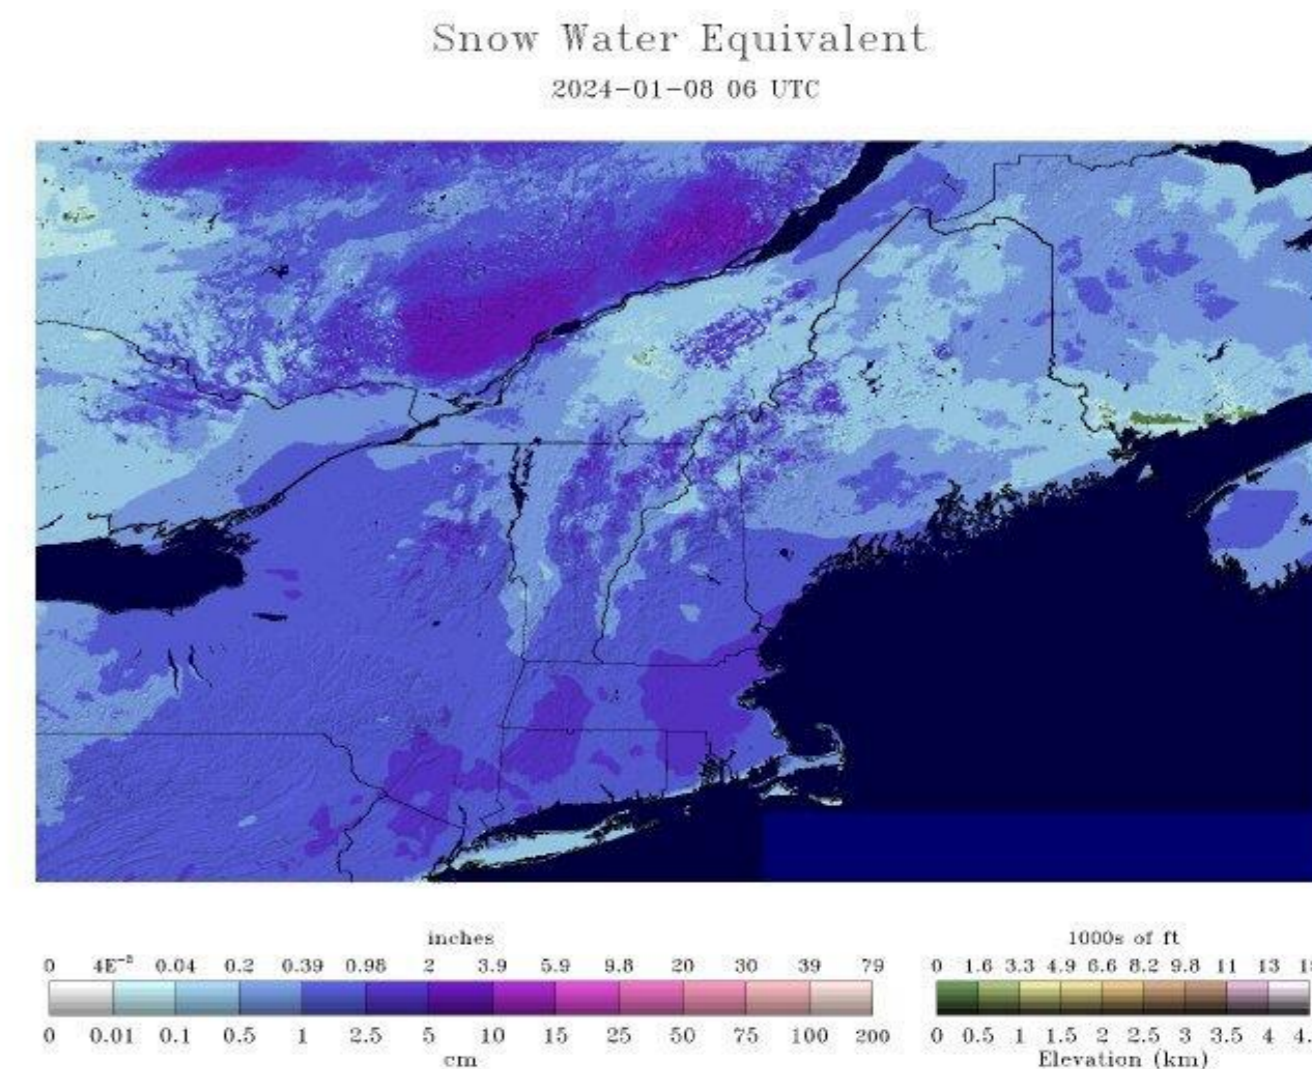 Snow Water Equivalent
2024-01-08 06 UTC
inches
0 0.04 0.2 0.39 0.98 2 3.9 5.9 9.8 20 30 39 79
0 0.01 0.1 0.5 1 2.5 5 10 15 25 50 75 100 200
cm
1000s of ft
0 1.6 3.3 4.9 6.6 8.2 9.8 11 13
0 0.5 1 1.5 2 2.5 3 3.5 4
Elevation (km)